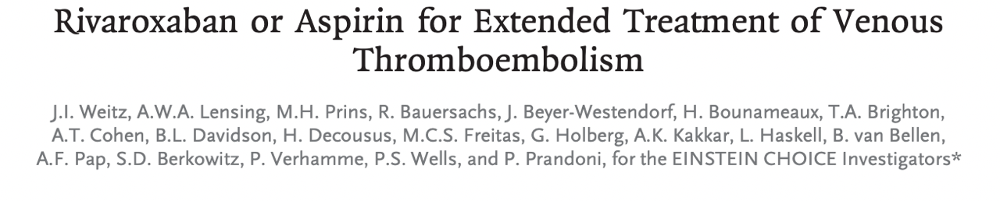 Rivaroxaban or Aspirin for Extended Treatment of Venous
Thromboembolism
J.I. Weitz, A.W.A. Lensing, M.H. Prins, R. Bauersachs, J. Beyer-Westendorf, H. Bounameaux, T.A. Brighton,
A.T. Cohen, B.L. Davidson, H. Decousus, M.C.S. Freitas, G. Holberg, A.K. Kakkar, L. Haskell, B. van Bellen,
A.F. Pap, S.D. Berkowitz, P. Verhamme, P.S. Wells, and P. Prandoni, for the EINSTEIN CHOICE Investigators*